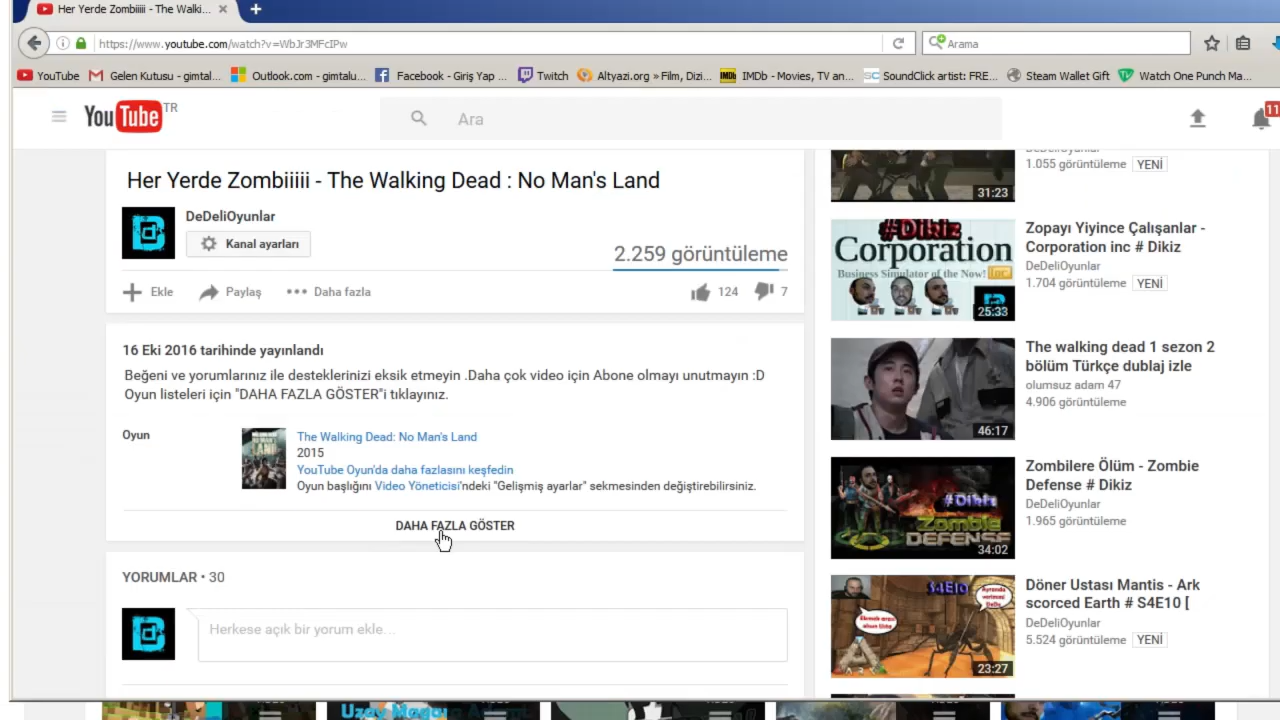 Her Yerde Zombiiiii - The Walki...
https://www.youtube.com/watch?v=WbJr3MFcIPw
Arama
YouTube
Gelen Kutusu - gimtal...
Outlook.com - gimtalu...
Facebook - Giriş Yap ...
Twitch
Altyazi.org » Film, Dizi...
IMDb - Movies, TV an...
SoundClick artist: FRE...
Steam Wallet Gift
Watch One Punch Ma...
YouTube TR
Ara
11
Her Yerde Zombiiiii - The Walking Dead : No Man's Land
DeDeliOyunlar
Kanal ayarları
2.259 görüntüleme
Ekle
Paylaş
Daha fazla
124
7
16 Eki 2016 tarihinde yayınlandı
Beğeni ve yorumlarınız ile desteklerinizi eksik etmeyin .Daha çok video için Abone olmayı unutmayın :D
Oyun listeleri için "DAHA FAZLA GÖSTER"i tıklayınız.
Oyun
The Walking Dead: No Man's Land
2015
YouTube Oyun'da daha fazlasını keşfedin
Oyun başlığını Video Yöneticisi'ndeki "Gelişmiş ayarlar" sekmesinden değiştirebilirsiniz.
DAHA FAZLA GÖSTER
YORUMLAR • 30
Herkese açık bir yorum ekle...
31:23
DeDeliOyunlar
1.055 görüntüleme YENİ
#Dikiz
Corporation
Business Simulator of the Now! inc.
25:33
Zopayı Yiyince Çalışanlar -
Corporation inc # Dikiz
DeDeliOyunlar
1.704 görüntüleme YENİ
46:17
The walking dead 1 sezon 2
bölüm Türkçe dublaj izle
olumsuz adam 47
4.906 görüntüleme
#Dikiz
Zombie
DEFENSE
34:02
Zombilere Ölüm - Zombie
Defense # Dikiz
DeDeliOyunlar
1.965 görüntüleme
S4E10
23:27
Döner Ustası Mantis - Ark
scorched Earth # S4E10 [
DeDeliOyunlar
5.524 görüntüleme YENİ